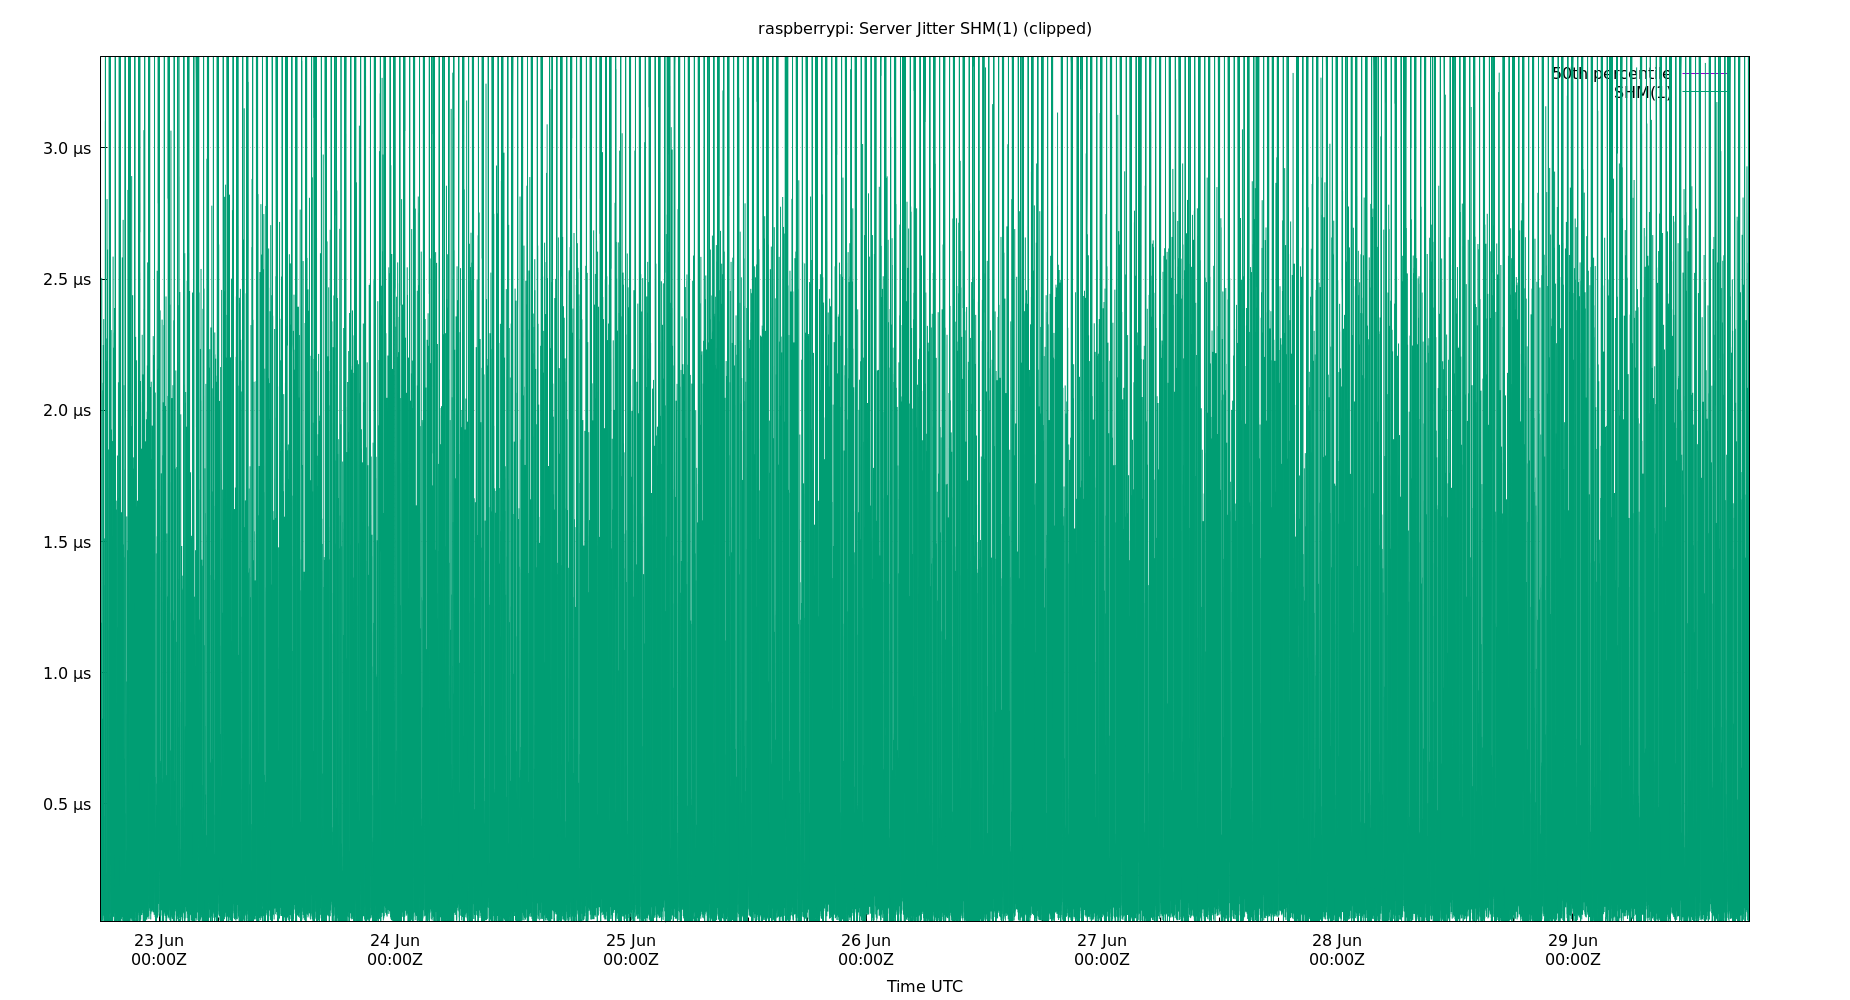 raspberrypi: Server Jitter SHM(1) (clipped)
50th percentile
SHM(1)
3.0 µs
2.5 µs
2.0 µs
1.5 µs
1.0 µs
0.5 µs
23 Jun 24 Jun 25 Jun 26 Jun 27 Jun 28 Jun 29 Jun
00:00Z 00:00Z 00:00Z 00:00Z 00:00Z 00:00Z 00:00Z
Time UTC